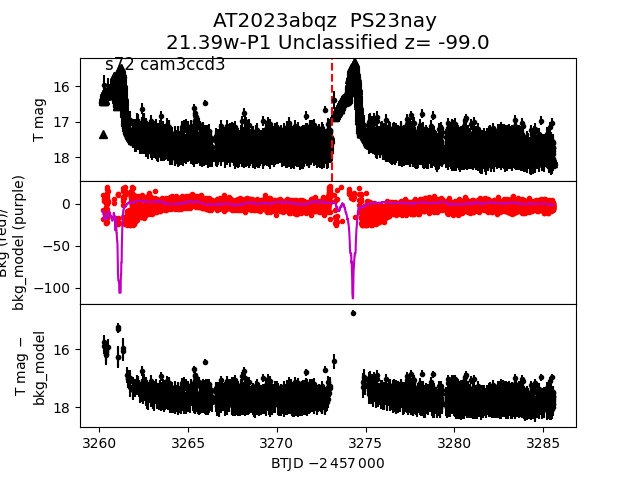 AT2023abqz PS23nay
21.39w-P1 Unclassified z= -99.0
s72 cam3ccd3
T mag
16
17
18
Bkg (red)/
bkg_model (purple)
0
−50
−100
T mag −
bkg_model
16
18
3260 3265 3270 3275 3280 3285
BTJD −2 457 000